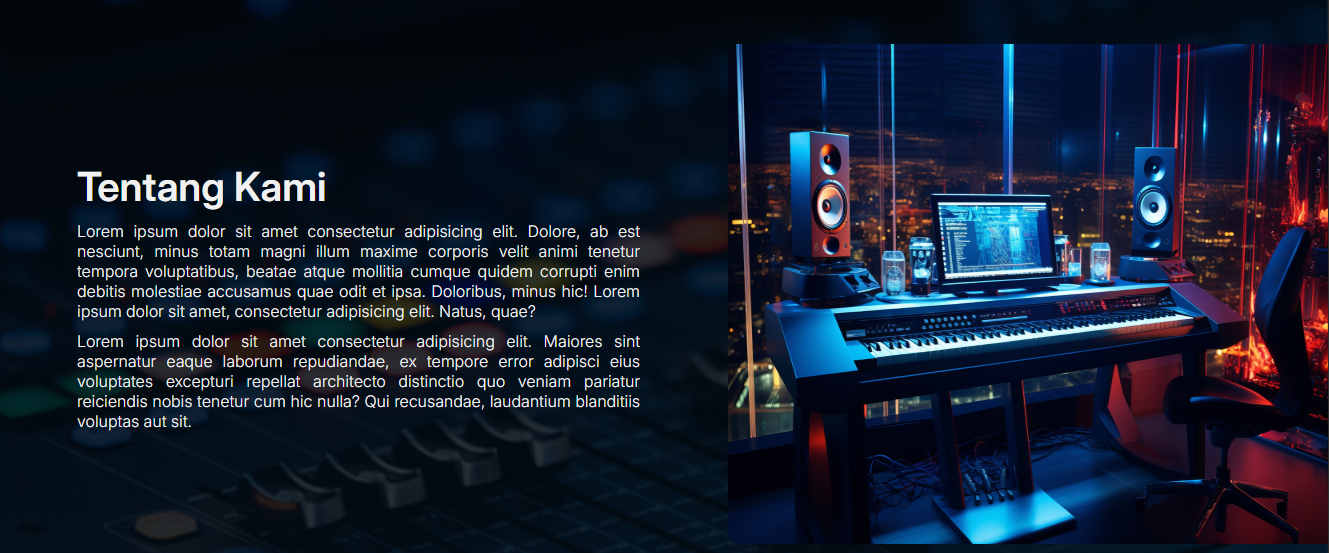 Tentang Kami
Lorem ipsum dolor sit amet consectetur adipisicing elit. Dolore, ab est
nesciunt, minus totam magni illum maxime corporis velit animi tenetur
tempora voluptatibus, beatae atque mollitia cumque quidem corrupti enim
debitis molestiae accusamus quae odit et ipsa. Doloribus, minus hic! Lorem
ipsum dolor sit amet, consectetur adipisicing elit. Natus, quae?
Lorem ipsum dolor sit amet consectetur adipisicing elit. Maiores sint
aspernatur eaque laborum repudiandae, ex tempore error adipisci eius
voluptates excepturi repellat architecto distinctio quo veniam pariatur
reiciendis nobis tenetur cum hic nulla? Qui recusandae, laudantium blanditiis
voluptas aut sit.